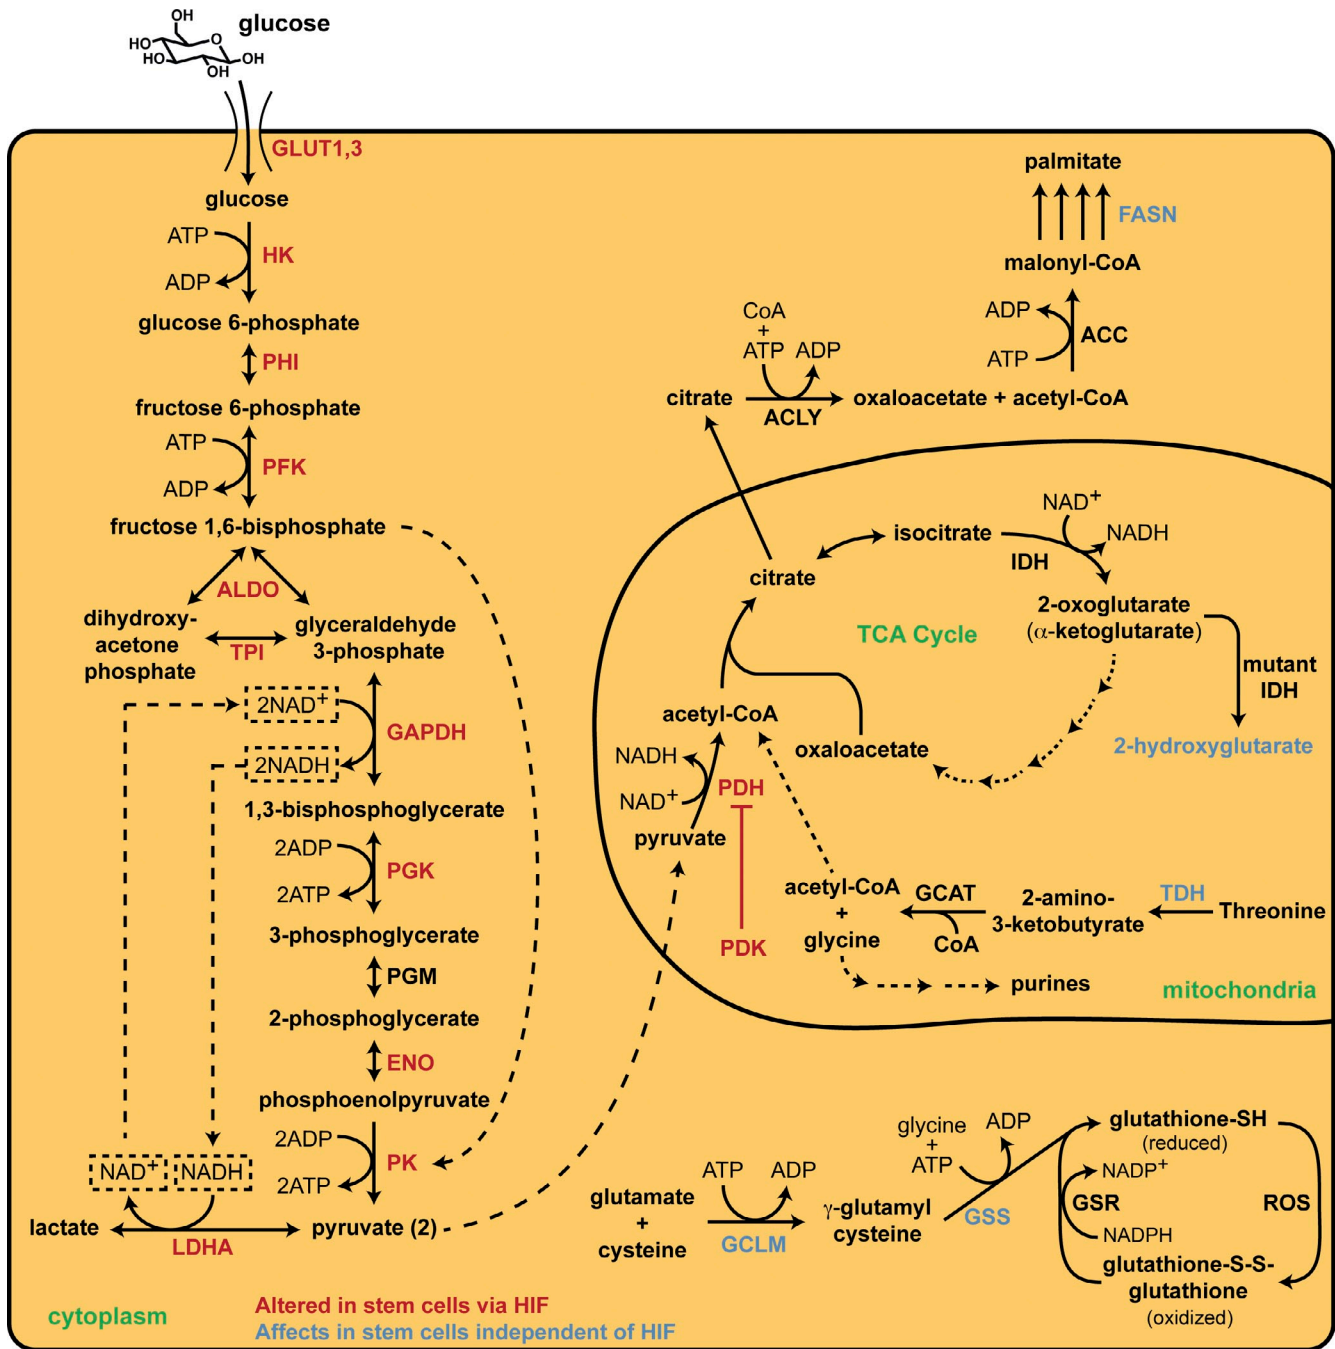 OH
glucose
HO
O
HO
OH
OH
GLUT1,3
glucose
ATP
HK
ADP
glucose 6-phosphate
PHI
fructose 6-phosphate
ATP
PFK
ADP
fructose 1,6-bisphosphate
ALDO
dihydroxy-
acetone
phosphate
TPI
glyceraldehyde
3-phosphate
2NAD+
GAPDH
2NADH
1,3-bisphosphoglycerate
2ADP
PGK
2ATP
3-phosphoglycerate
PGM
2-phosphoglycerate
ENO
phosphoenolpyruvate
2ADP
PK
2ATP
NAD+
NADH
lactate
LDHA
pyruvate (2)
cytoplasm
Altered in stem cells via HIF
Affects in stem cells independent of HIF
palmitate
FASN
malonyl-CoA
ADP
ACC
ATP
CoA
+
ATP
ADP
citrate
ACLY
oxaloacetate + acetyl-CoA
NAD+
isocitrate
NADH
IDH
citrate
2-oxoglutarate
(α-ketoglutarate)
TCA Cycle
mutant
IDH
2-hydroxyglutarate
acetyl-CoA
oxaloacetate
NADH
PDH
NAD+
pyruvate
PDK
acetyl-CoA
+
glycine
GCAT
CoA
2-amino-
3-ketobutyrate
TDH
Threonine
purines
mitochondria
glutamate
+
cysteine
ATP
ADP
GCLM
γ-glutamyl
cysteine
glycine
+
ATP
ADP
GSS
glutathione-SH
(reduced)
NADP+
GSR
ROS
NADPH
glutathione-S-S-
glutathione
(oxidized)